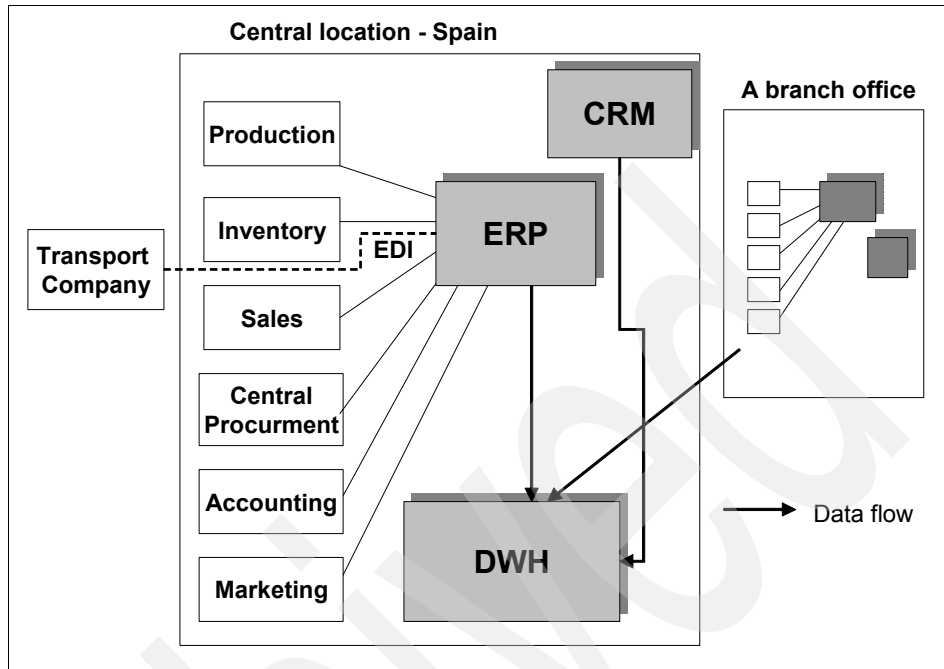 Central location - Spain
A branch office
CRM
Production
ERP
Inventory
EDI
Transport
Company
Sales
Central
Procurment
Accounting
DWH
Data flow
Marketing